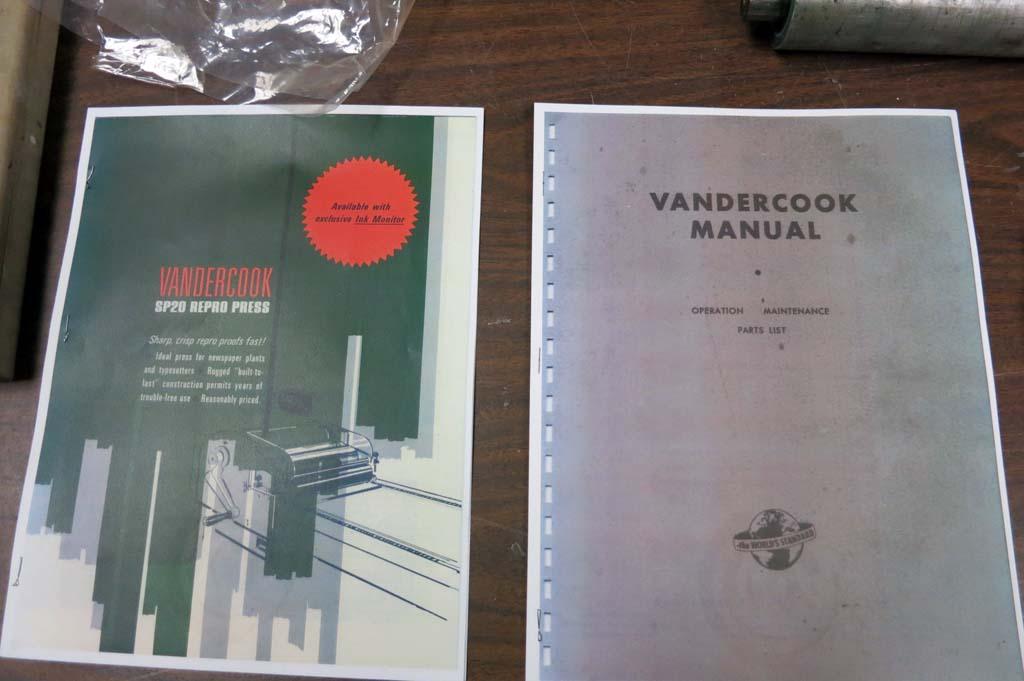 Available with
exclusive Ink Monitor
VANDERCOOK
SP20 REPRO PRESS
Sharp, crisp repro proofs fast!
Ideal press for newspaper plants
and typesetters Rugged "built-to-
last" construction permits years of
trouble-free use Reasonably priced.
VANDERCOOK
MANUAL
•
OPERATION MAINTENANCE
PARTS LIST
-the WORLD'S STANDARD